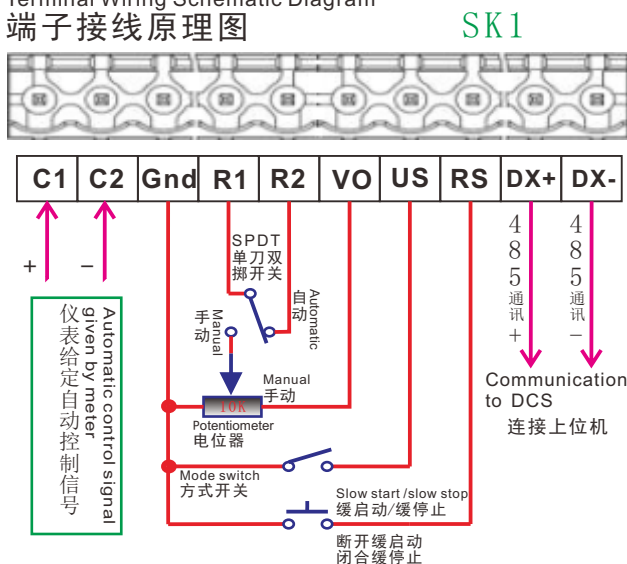 Terminal Wiring Schematic Diagram
端子接线原理图
SK1
C1 C2 Gnd R1 R2 VO US RS DX+ DX-
+ −
SPDT
单刀双
掷开关
Automatic
自动
手动
Manual
10K
Manual
手动
Potentiometer
电位器
Mode switch
方式开关
Slow start /slow stop
缓启动/缓停止
断开缓启动
闭合缓停止
Automatic control signal
given by meter
仪表给定自动控制信号
485通讯+
485通讯−
Communication
to DCS
连接上位机